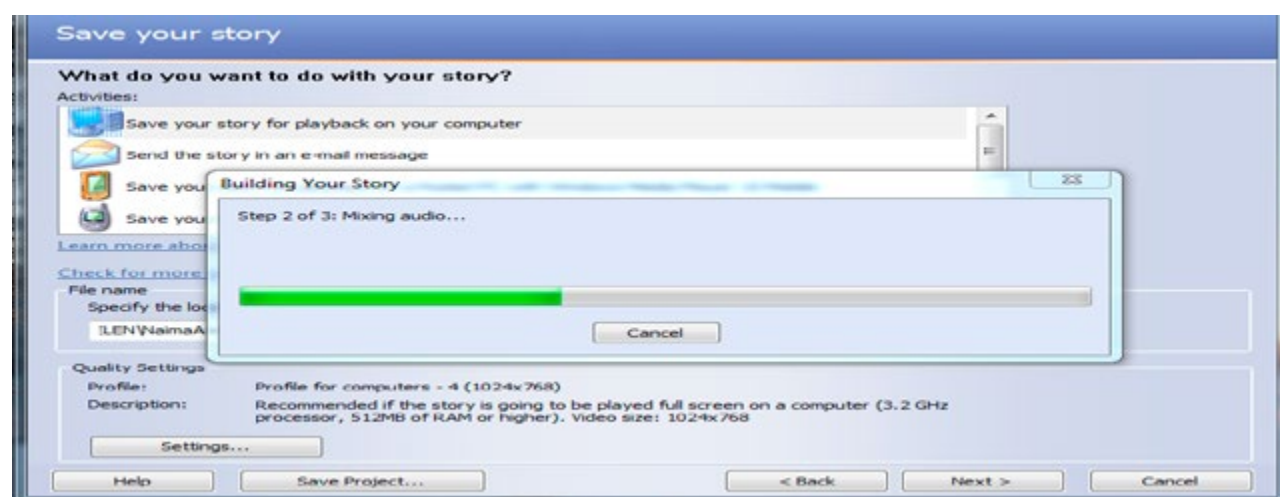 Save your story
What do you want to do with your story?
Activities:
Save your story for playback on your computer
Send the story in an e-mail message
Save you
Building Your Story
Save you
Step 2 of 3: Mixing audio...
Learn more abo
Check for more
File name
Specify the loc
Cancel
Quality Settings
Profile: Profile for computers - 4 (1024x768)
Description: Recommended if the story is going to be played full screen on a computer (3.2 GHz
processor, 512MB of RAM or higher). Video size: 1024x768
Settings...
Help Save Project... < Back Next > Cancel